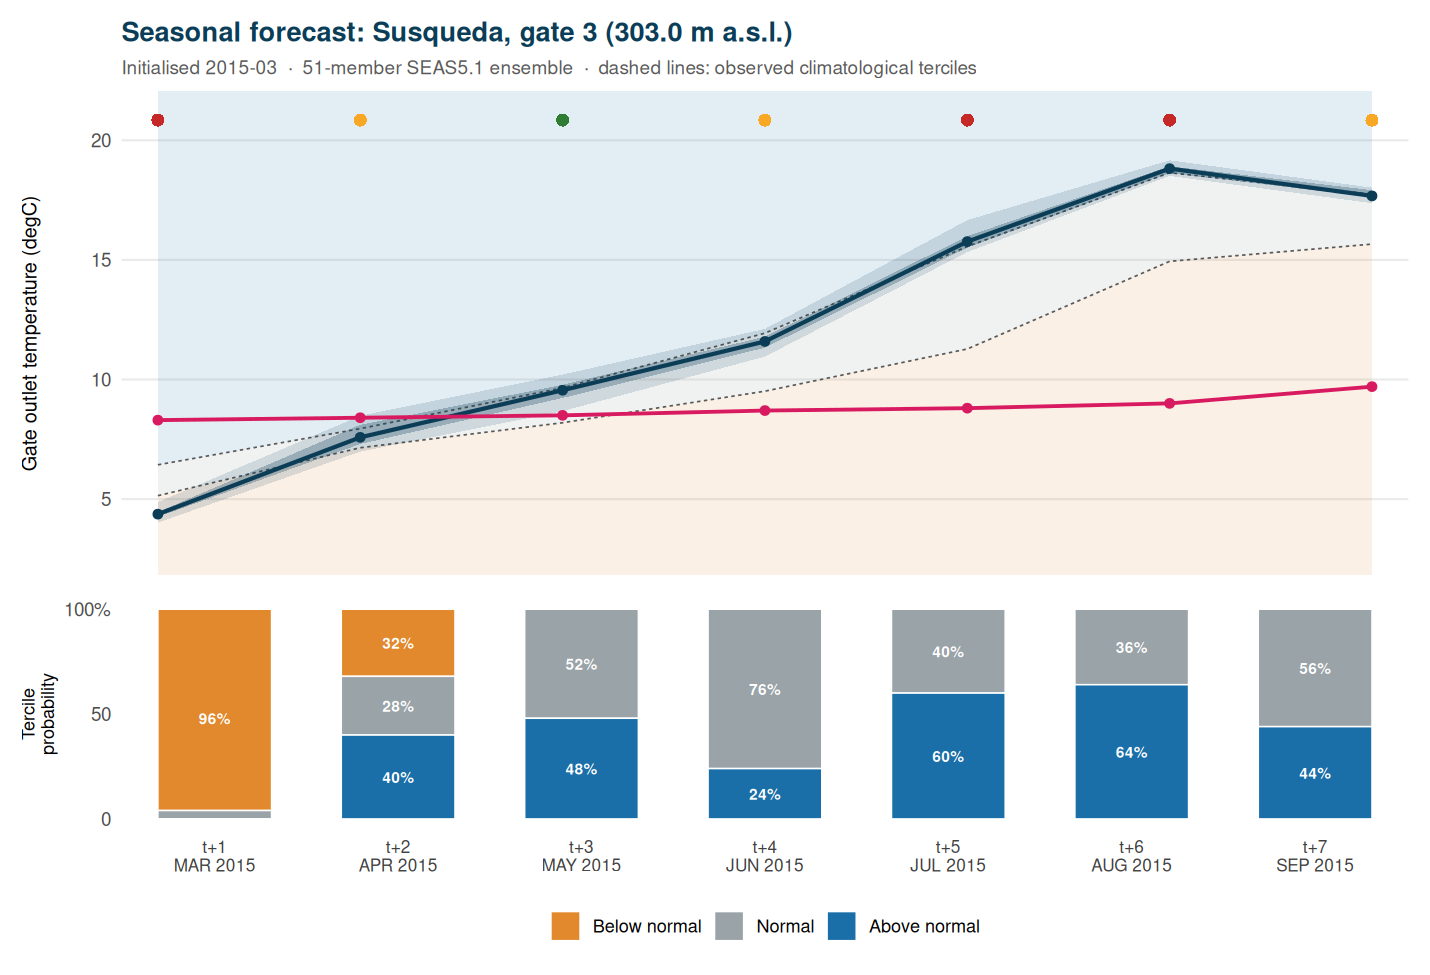 Seasonal forecast: Susqueda, gate 3 (303.0 m a.s.l.)
Initialised 2015-03 · 51-member SEAS5.1 ensemble · dashed lines: observed climatological terciles
Gate outlet temperature (degC)
20
15
10
5
Tercile
probability
100%
50
0
96%
32%
28%
40%
52%
48%
76%
24%
40%
60%
36%
64%
56%
44%
t+1
MAR 2015
t+2
APR 2015
t+3
MAY 2015
t+4
JUN 2015
t+5
JUL 2015
t+6
AUG 2015
t+7
SEP 2015
Below normal
Normal
Above normal